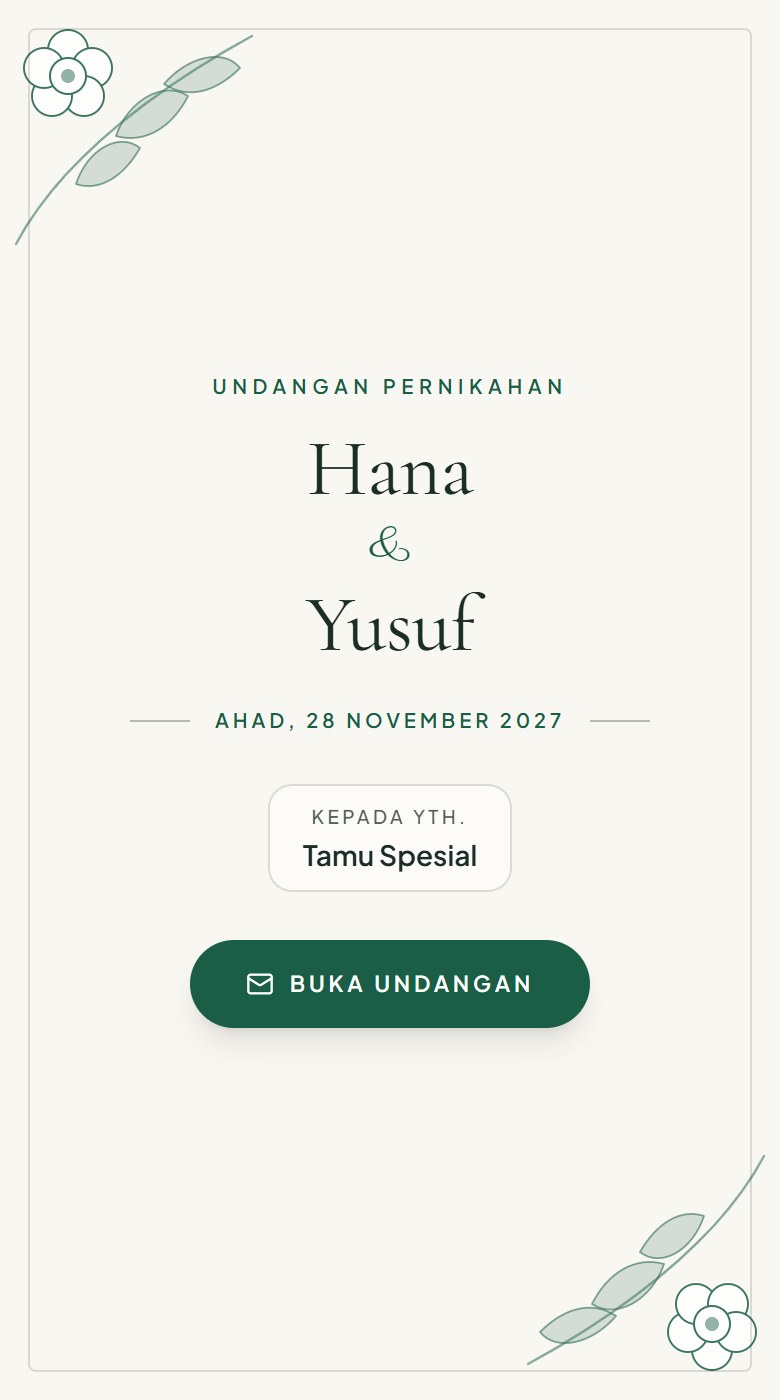 UNDANGAN PERNIKAHAN
Hana
&
Yusuf
AHAD, 28 NOVEMBER 2027
KEPADA YTH.
Tamu Spesial
BUKA UNDANGAN